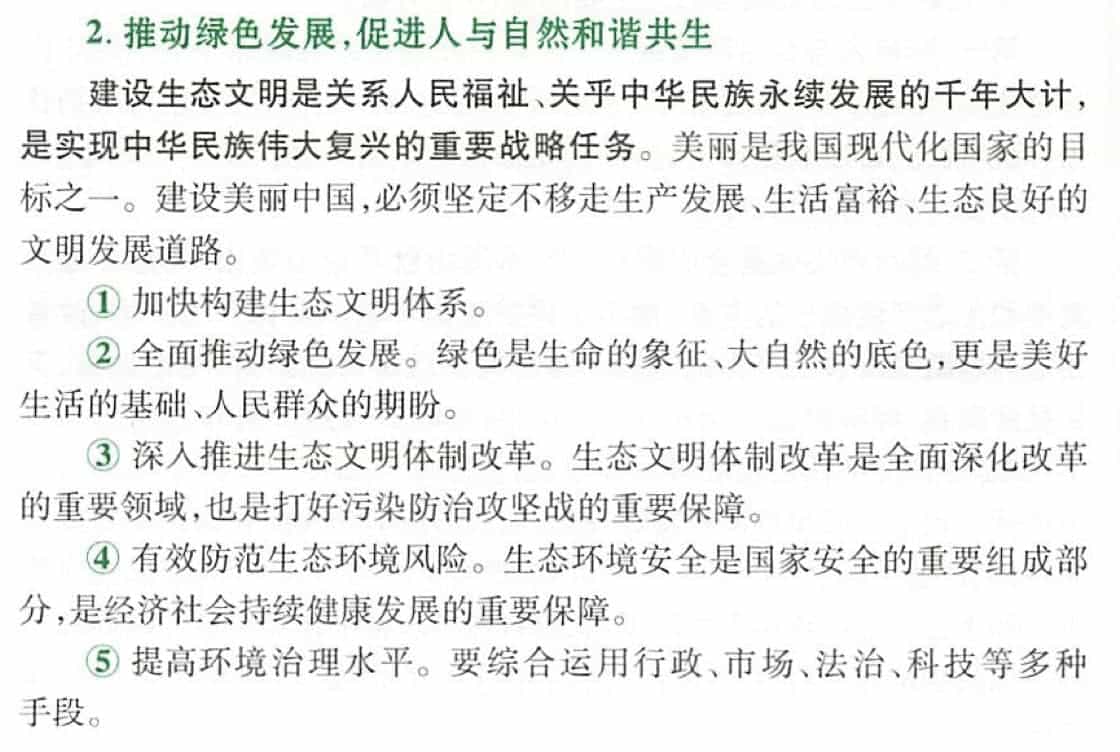 2. 推动绿色发展,促进人与自然和谐共生
建设生态文明是关系人民福祉、关乎中华民族永续发展的千年大计,
是实现中华民族伟大复兴的重要战略任务。美丽是我国现代化国家的目
标之一。建设美丽中国,必须坚定不移走生产发展、生活富裕、生态良好的
文明发展道路。
① 加快构建生态文明体系。
② 全面推动绿色发展。绿色是生命的象征、大自然的底色,更是美好
生活的基础、人民群众的期盼。
③ 深入推进生态文明体制改革。生态文明体制改革是全面深化改革
的重要领域,也是打好污染防治攻坚战的重要保障。
④ 有效防范生态环境风险。生态环境安全是国家安全的重要组成部
分,是经济社会持续健康发展的重要保障。
⑤ 提高环境治理水平。要综合运用行政、市场、法治、科技等多种
手段。